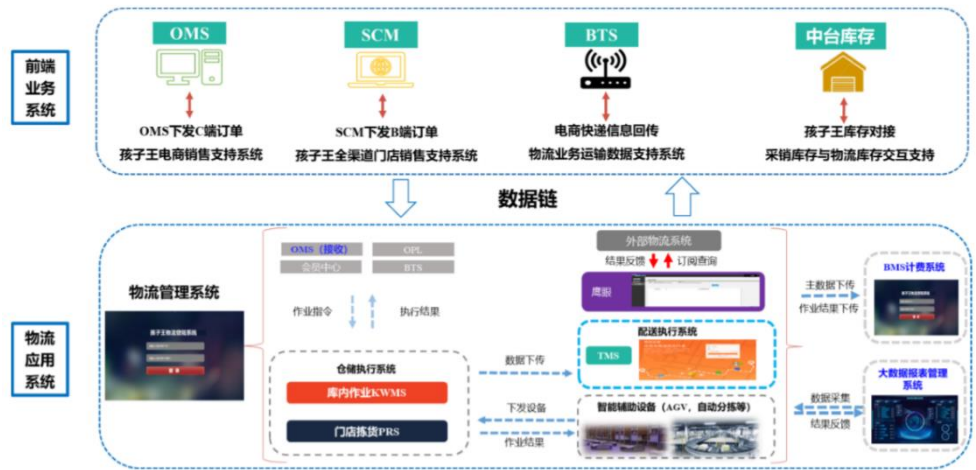 前端
业务
系统
OMS
SCM
BTS
中台库存
OMS下发C端订单
孩子王电商销售支持系统
SCM下发B端订单
孩子王全渠道门店销售支持系统
电商快递信息回传
物流业务运输数据支持系统
孩子王库存对接
采销库存与物流库存交互支持
数据链
物流
应用
系统
物流管理系统
孩子王物流管理系统
登 录
OMS（接收）
OPL
会员中心
BTS
作业指令
执行结果
仓储执行系统
库内作业KWMS
门店拣货PRS
数据下传
下发设备
作业结果
外部物流系统
结果反馈
订阅查询
鹰眼
配送执行系统
TMS
智能辅助设备（AGV，自动分拣等）
主数据下传
作业结果下传
BMS计费系统
数据采集
结果反馈
大数据报表管理
系统